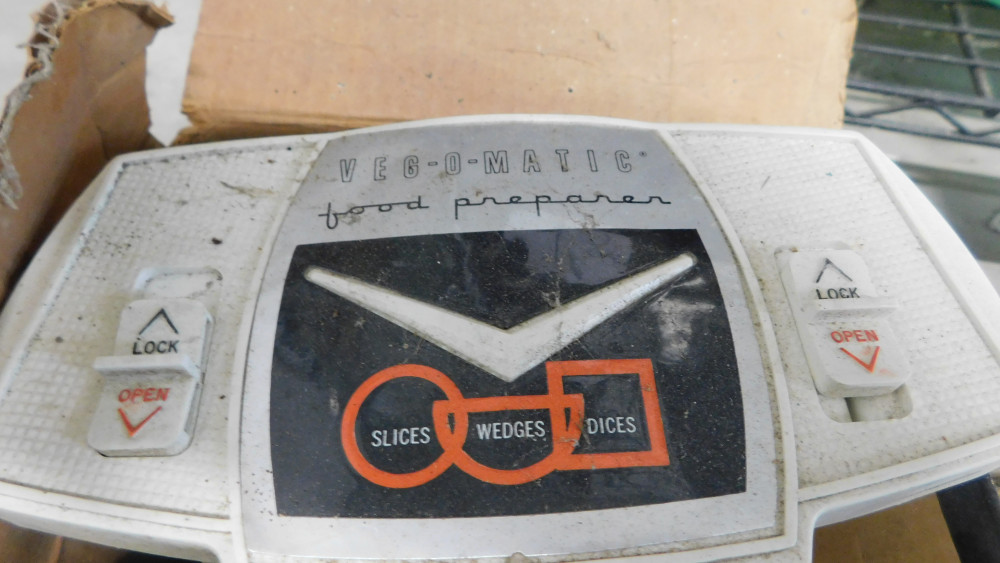 VEG-O-MATIC
food preparer
LOCK
OPEN
LOCK
OPEN
SLICES WEDGES DICES